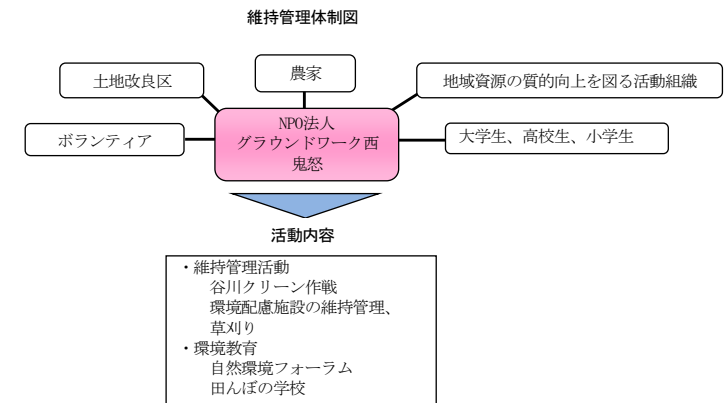 維持管理体制図
土地改良区
農家
地域資源の質的向上を図る活動組織
ボランティア
NPO法人
グラウンドワーク西
鬼怒
大学生、高校生、小学生
活動内容
・維持管理活動
谷川クリーン作戦
環境配慮施設の維持管理、
草刈り
・環境教育
自然環境フォーラム
田んぼの学校